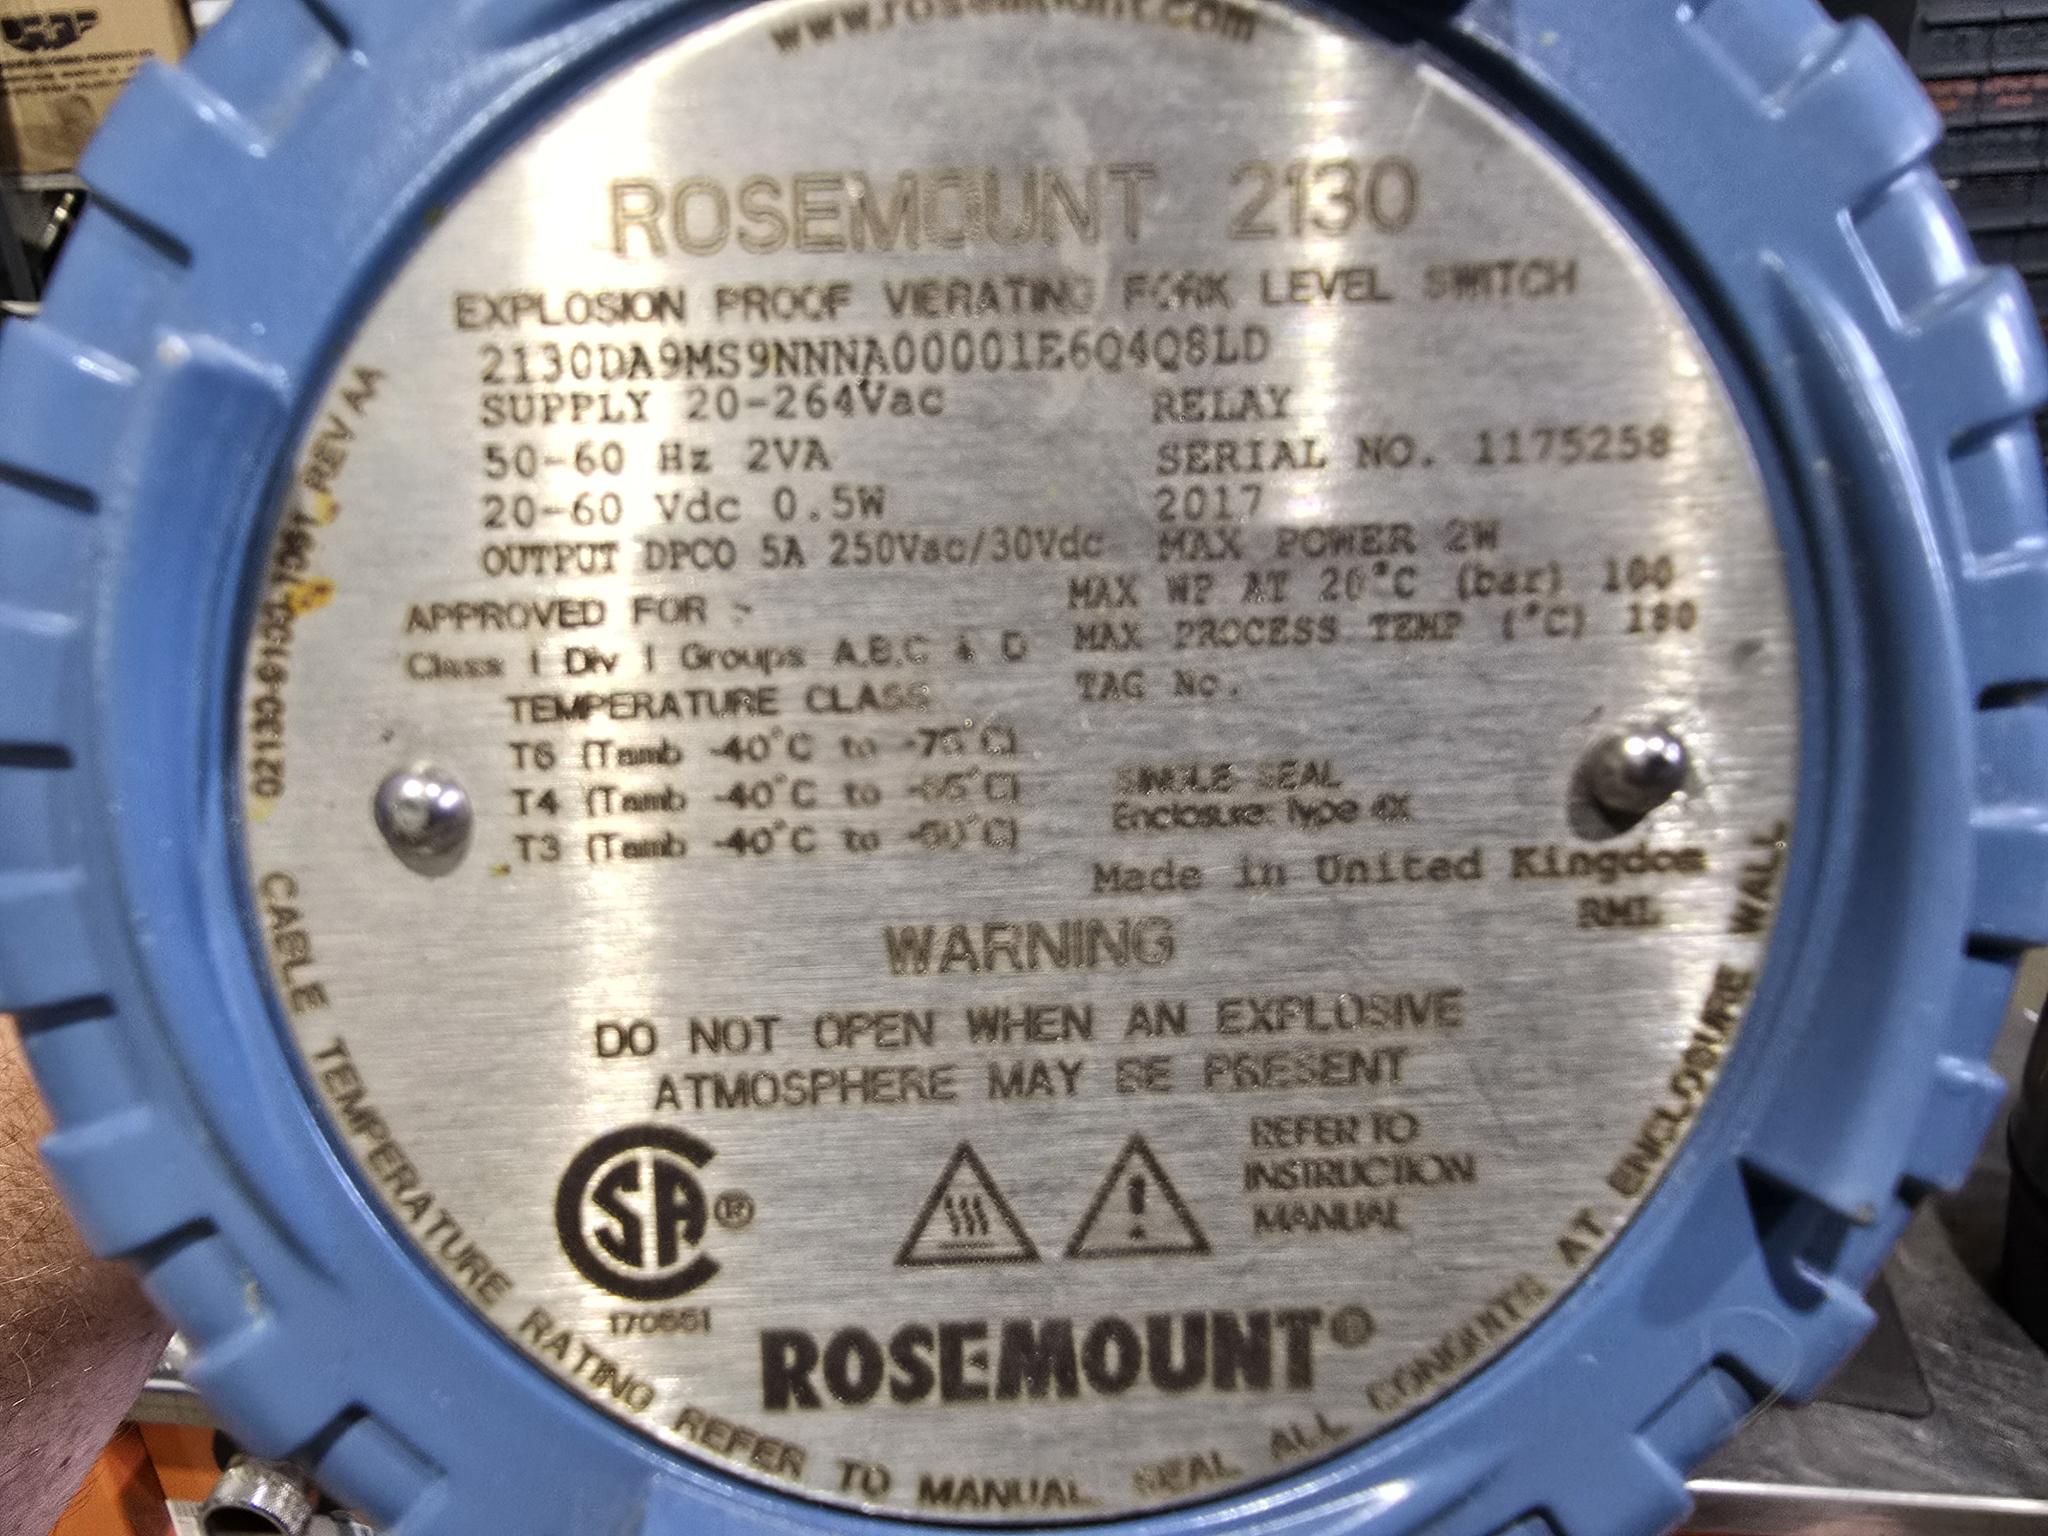 www.rosemount.com
ROSEMOUNT 2130
EXPLOSION PROOF VIBRATING FORK LEVEL SWITCH
2130DA9MS9NNNA00001E6Q4Q8LD
SUPPLY 20-264Vac
RELAY
50-60 Hz 2VA
SERIAL NO. 1175258
20-60 Vdc 0.5W
2017
OUTPUT DPCO 5A 250Vac/30Vdc
MAX POWER 2W
MAX WP AT 20°C (bar) 100
APPROVED FOR :-
MAX PROCESS TEMP (°C) 180
Class I Div I Groups A,B,C & D
TAG No.
TEMPERATURE CLASS
T6 (Tamb -40°C to
T4 (Tamb -40°C to
T3 (Tamb -40°C to
SINGLE SEAL
Enclosure: Type 4X
Made in United Kingdom
RML
WARNING
DO NOT OPEN WHEN AN EXPLOSIVE
ATMOSPHERE MAY BE PRESENT
REFER TO
INSTRUCTION
MANUAL
CSA®
170661
ROSEMOUNT®
REV AA
CABLE TEMPERATURE RATING REFER TO MANUAL. SEAL ALL CONDUITS AT ENCLOSURE WALL